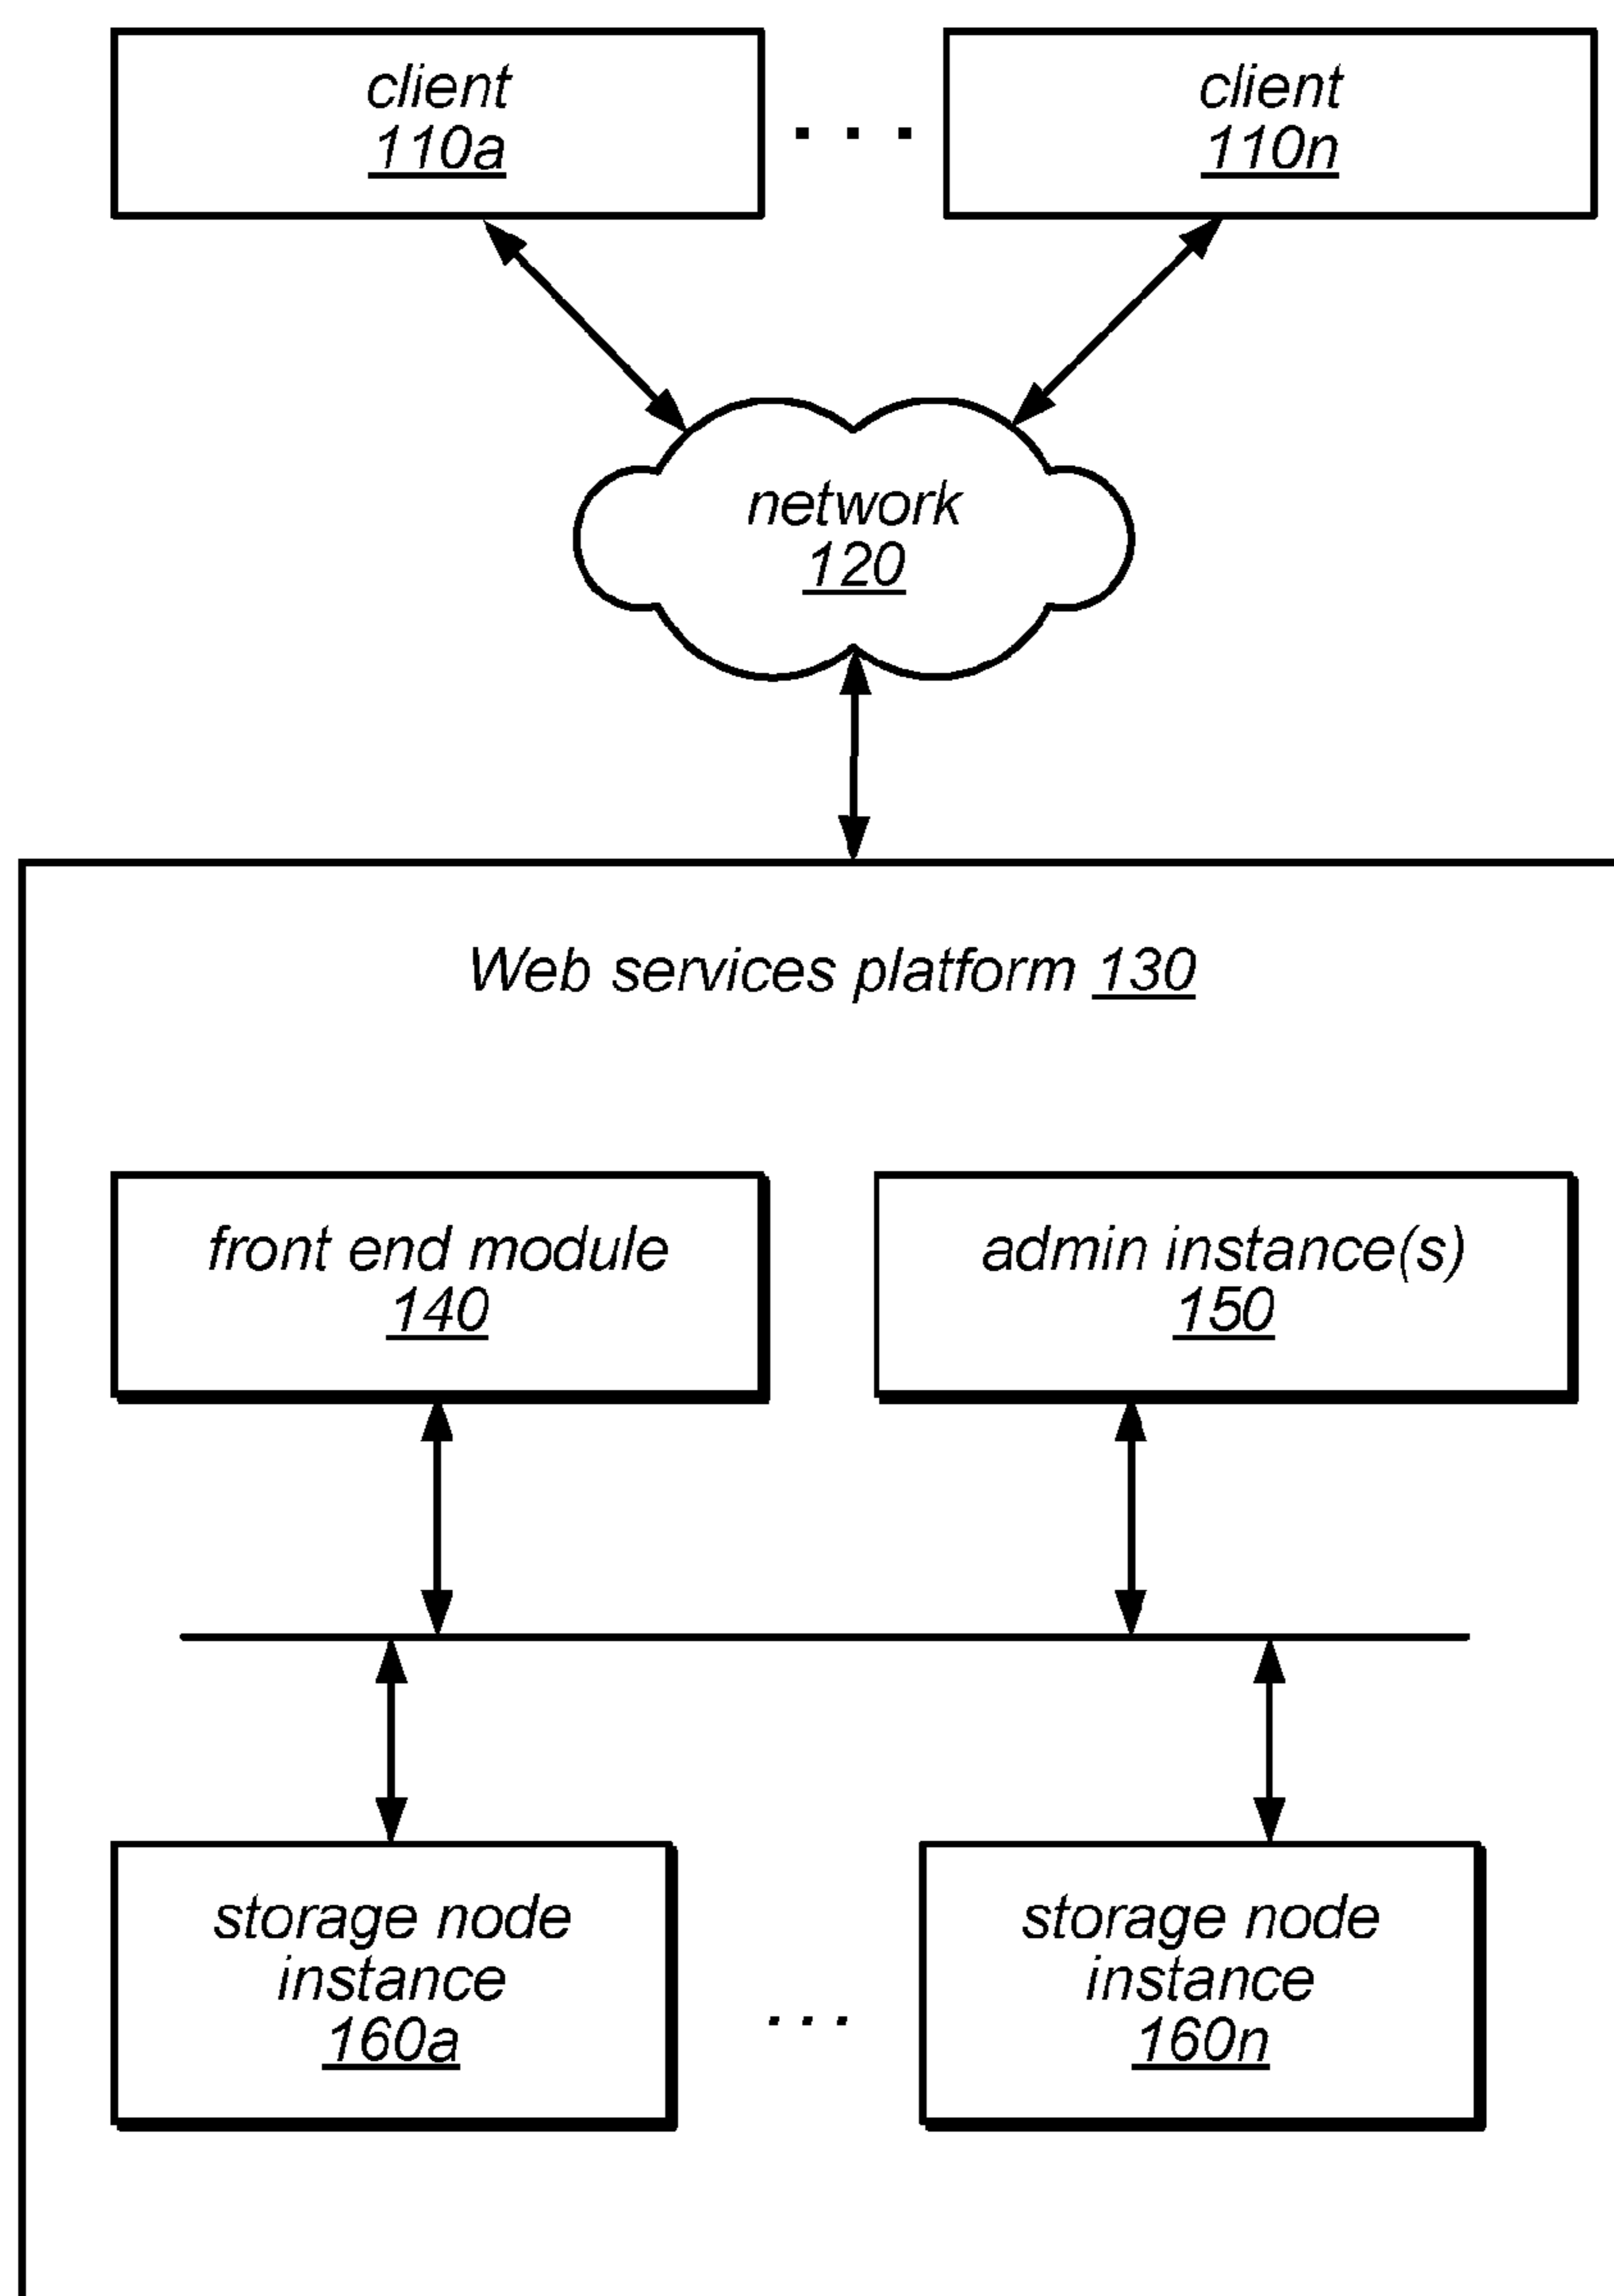 client
110a
. . .
client
110n
network
120
Web services platform 130
front end module
140
admin instance(s)
150
storage node
instance
160a
...
storage node
instance
160n